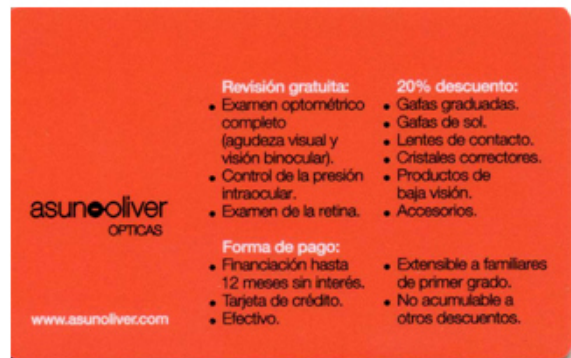 asunoliver
OPTICAS
www.asunoliver.com
Revisión gratuita:
• Examen optométrico
completo
(agudeza visual y
visión binocular).
• Control de la presión
intraocular.
• Examen de la retina.
20% descuento:
• Gafas graduadas.
• Gafas de sol.
• Lentes de contacto.
• Cristales correctores.
• Productos de
baja visión.
• Accesorios.
Forma de pago:
• Financiación hasta
12 meses sin interés.
• Tarjeta de crédito.
• Efectivo.
• Extensible a familiares
de primer grado.
• No acumulable a
otros descuentos.